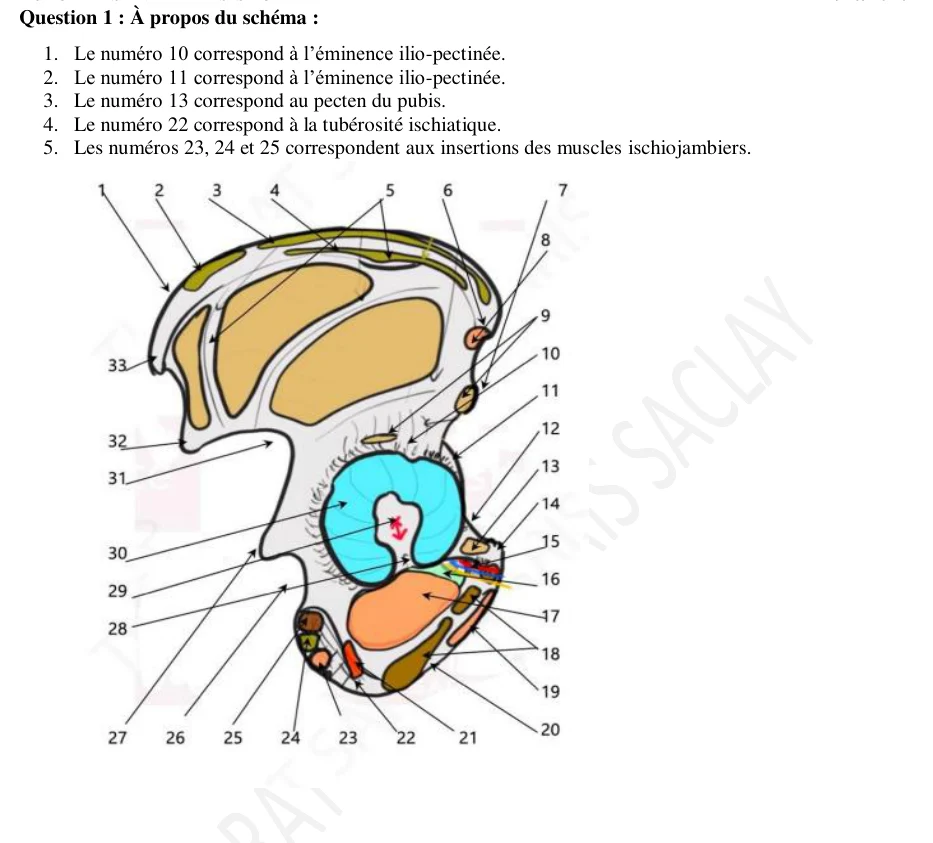 Question 1 : À propos du schéma :
1. Le numéro 10 correspond à l'éminence ilio-pectinée.
2. Le numéro 11 correspond à l'éminence ilio-pectinée.
3. Le numéro 13 correspond au pecten du pubis.
4. Le numéro 22 correspond à la tubérosité ischiatique.
5. Les numéros 23, 24 et 25 correspondent aux insertions des muscles ischiojambiers.
1 2 3 4 5 6 7
8
9
10
33
11
32
12
31
13
14
30
15
29
16
28
17
18
19
27 26 25 24 23 22 21 20
SACLAY